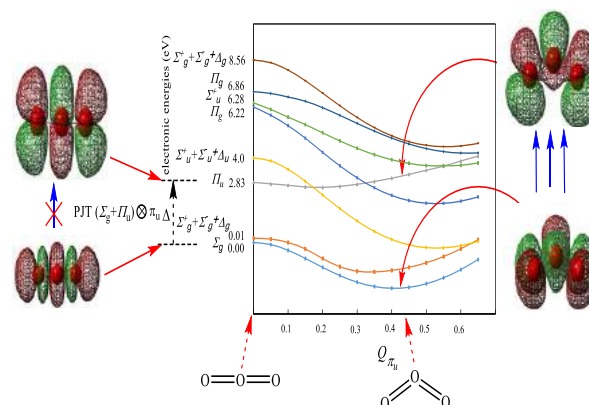 electronic energies (eV)
Σ⁺g+Σ⁻g+Δg 8.56
Πg 6.86
Σ⁺u 6.28
Πg 6.22
Σ⁺u+Σ⁻u+Δu 4.0
Πu 2.83
PJT (Σg+Πu)⊗πu Δ
Σ⁺g+Σ⁻g+Δg
0.01
Σg 0.00
0.1 0.2 0.3 0.4 0.5 0.6
Qπu
O=O=O
O
O O